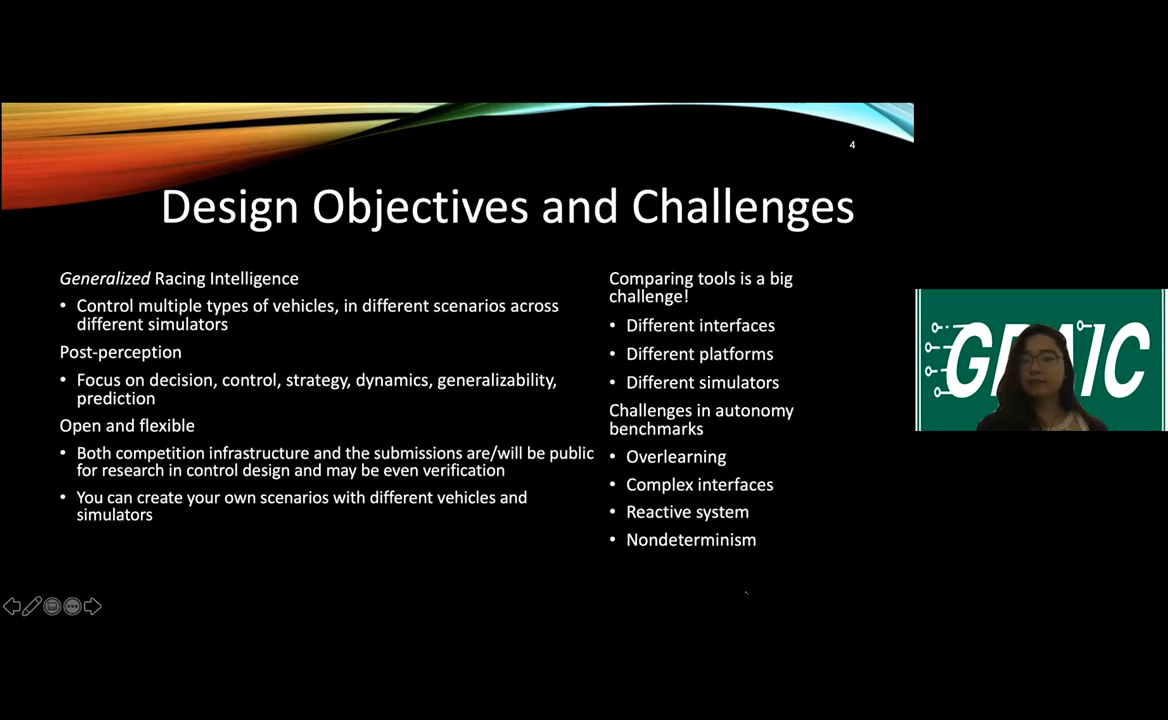 4
Design Objectives and Challenges
Generalized Racing Intelligence
• Control multiple types of vehicles, in different scenarios across
different simulators
Post-perception
• Focus on decision, control, strategy, dynamics, generalizability,
prediction
Open and flexible
• Both competition infrastructure and the submissions are/will be public
for research in control design and may be even verification
• You can create your own scenarios with different vehicles and
simulators
Comparing tools is a big
challenge!
• Different interfaces
• Different platforms
• Different simulators
Challenges in autonomy
benchmarks
• Overlearning
• Complex interfaces
• Reactive system
• Nondeterminism